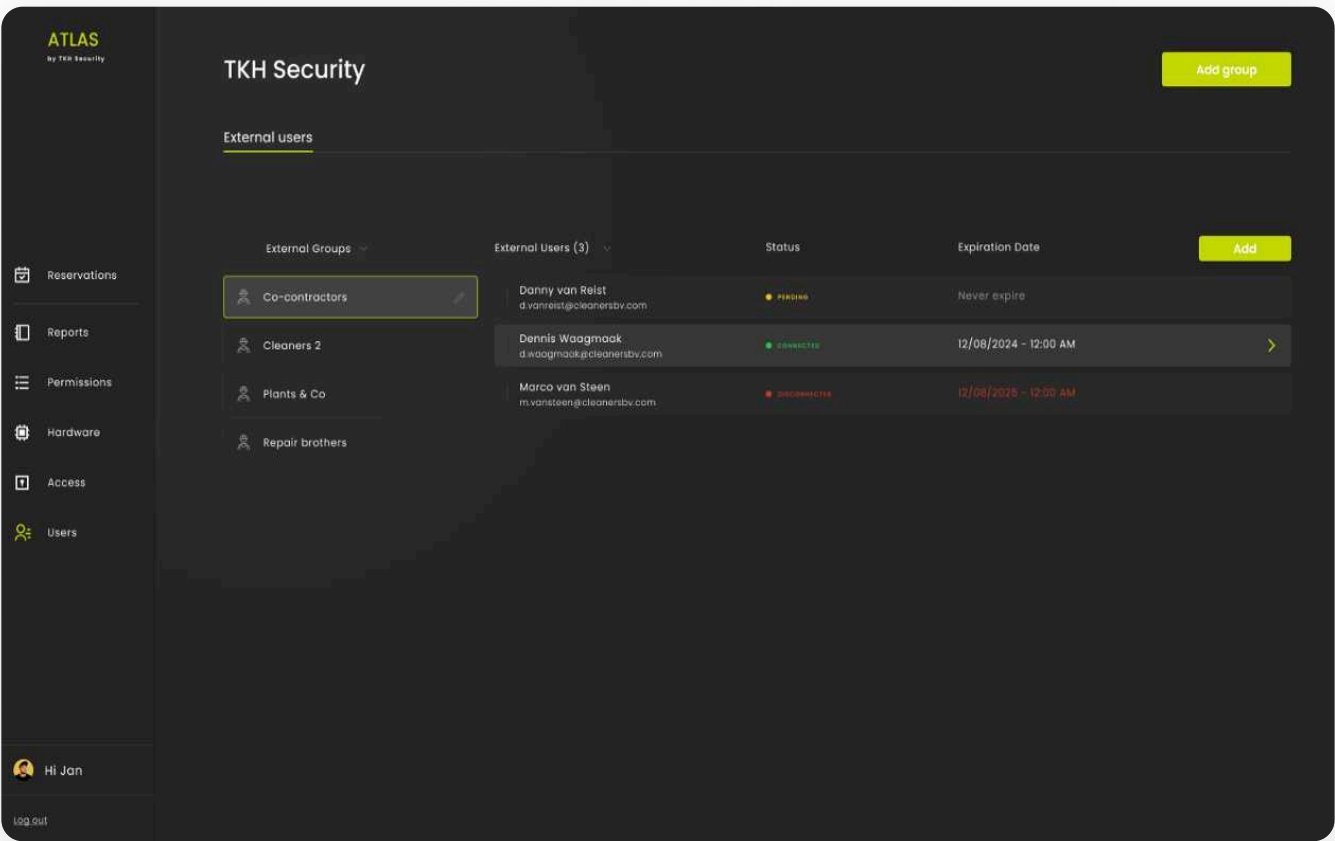 ATLAS
by TKH Security
TKH Security
Add group
External users
External Groups
External Users (3)
Status
Expiration Date
Add
Reservations
Reports
Permissions
Hardware
Access
Users
Co-contractors
Cleaners 2
Plants & Co
Repair brothers
Danny van Reist
d.vanreist@cleanersbv.com
PENDING
Never expire
Dennis Waagmaak
d.waagmaak@cleanersbv.com
CONNECTED
12/08/2024 - 12:00 AM
Marco van Steen
m.vansteen@cleanersbv.com
DISCONNECTED
12/08/2025 - 12:00 AM
Hi Jan
Log out